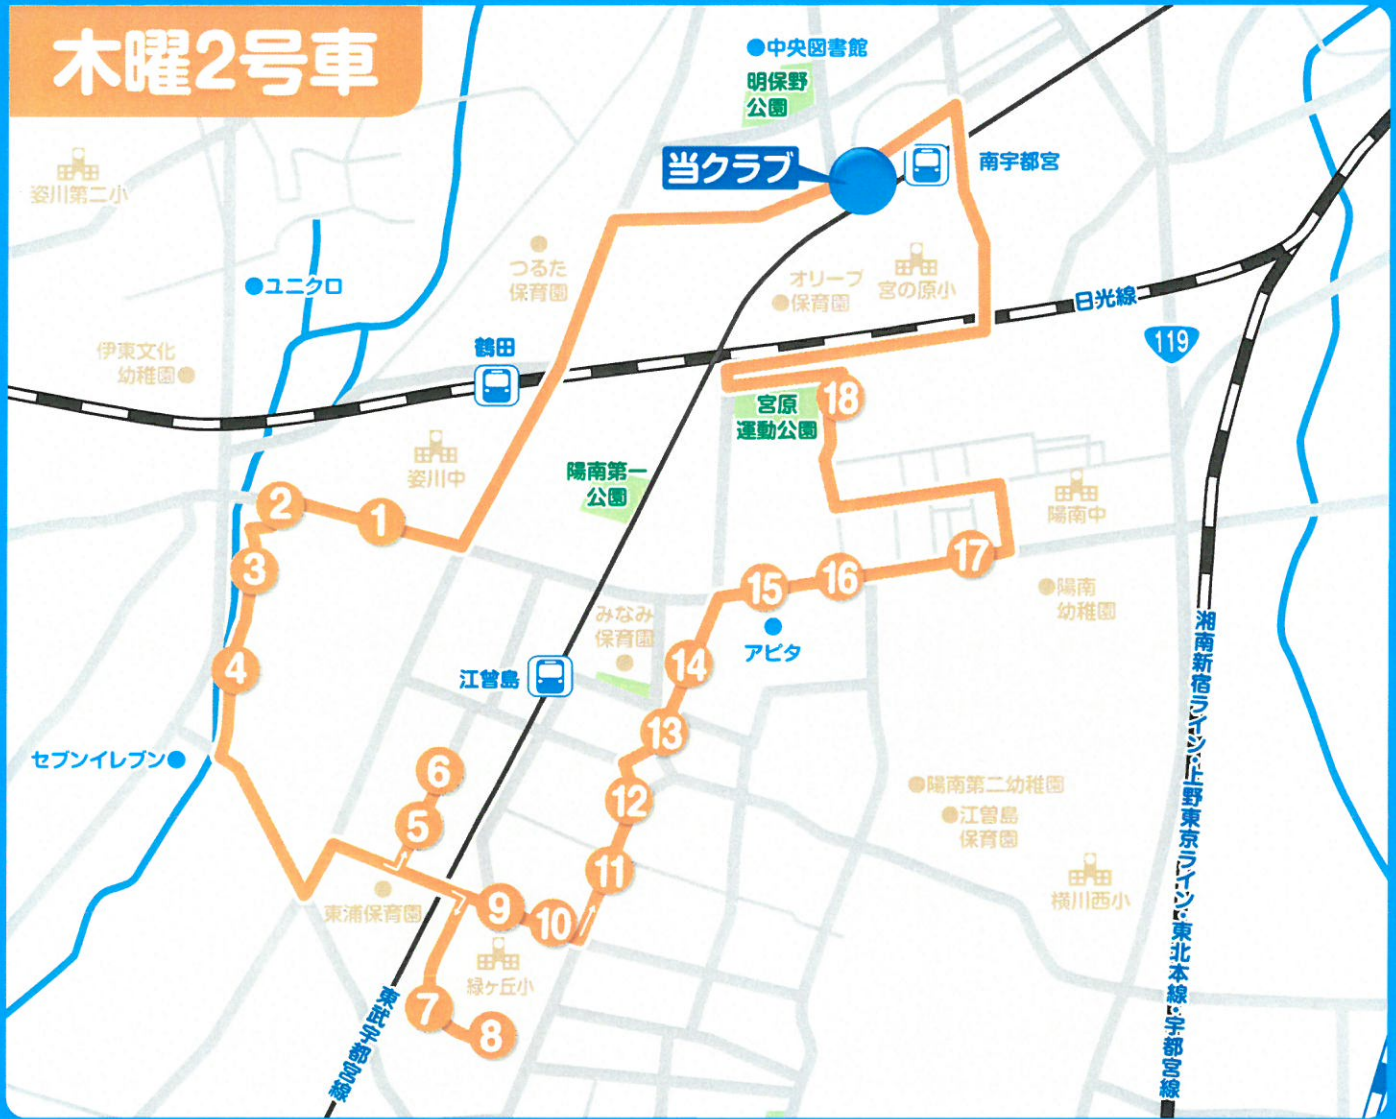 木曜2号車
中央図書館
明保野
公園
当クラブ
南宇都宮
姿川第二小
つるた
保育園
ユニクロ
オリーブ
保育園
宮の原小
日光線
119
伊東文化
幼稚園
鶴田
宮原
運動公園
18
姿川中
陽南第一
公園
陽南中
2
1
17
3
15
16
陽南
幼稚園
みなみ
保育園
アピタ
4
14
江曽島
13
セブンイレブン
6
12
陽南第二幼稚園
江曽島
保育園
5
11
横川西小
東浦保育園
9
10
緑ヶ丘小
7
8
東武宇都宮線
湘南新宿ライン・上野東京ライン・東北本線・宇都宮線